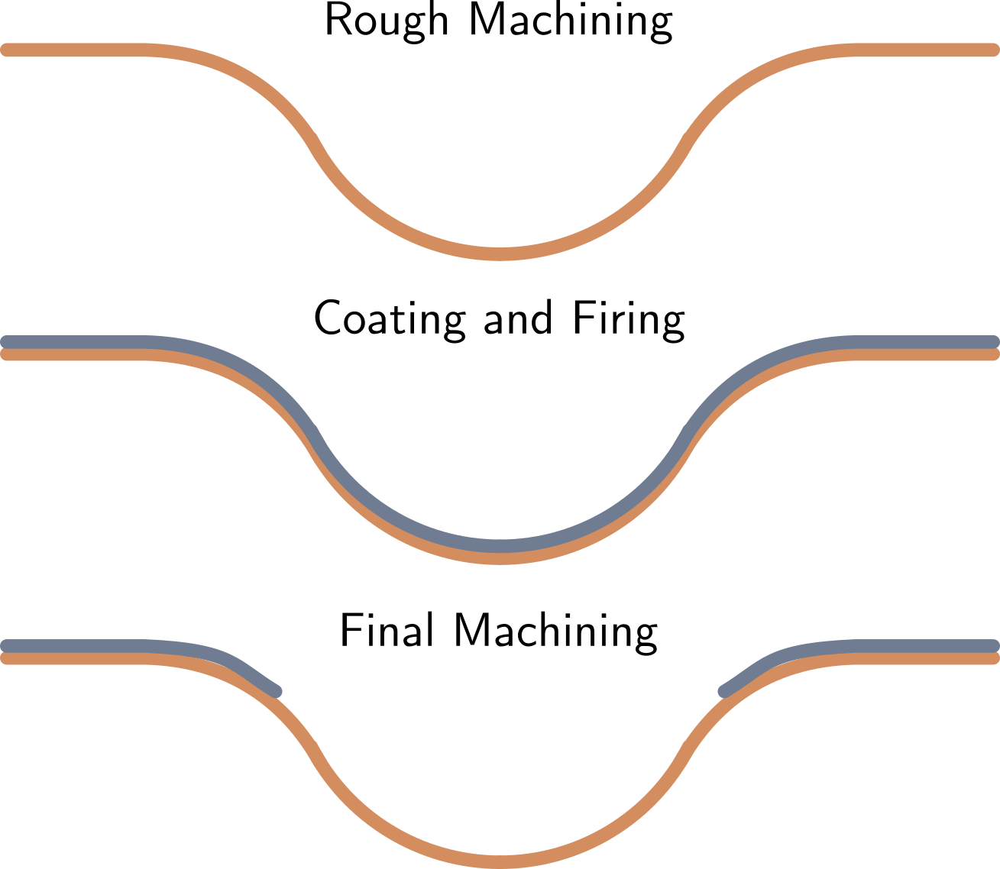 Rough Machining
Coating and Firing
Final Machining